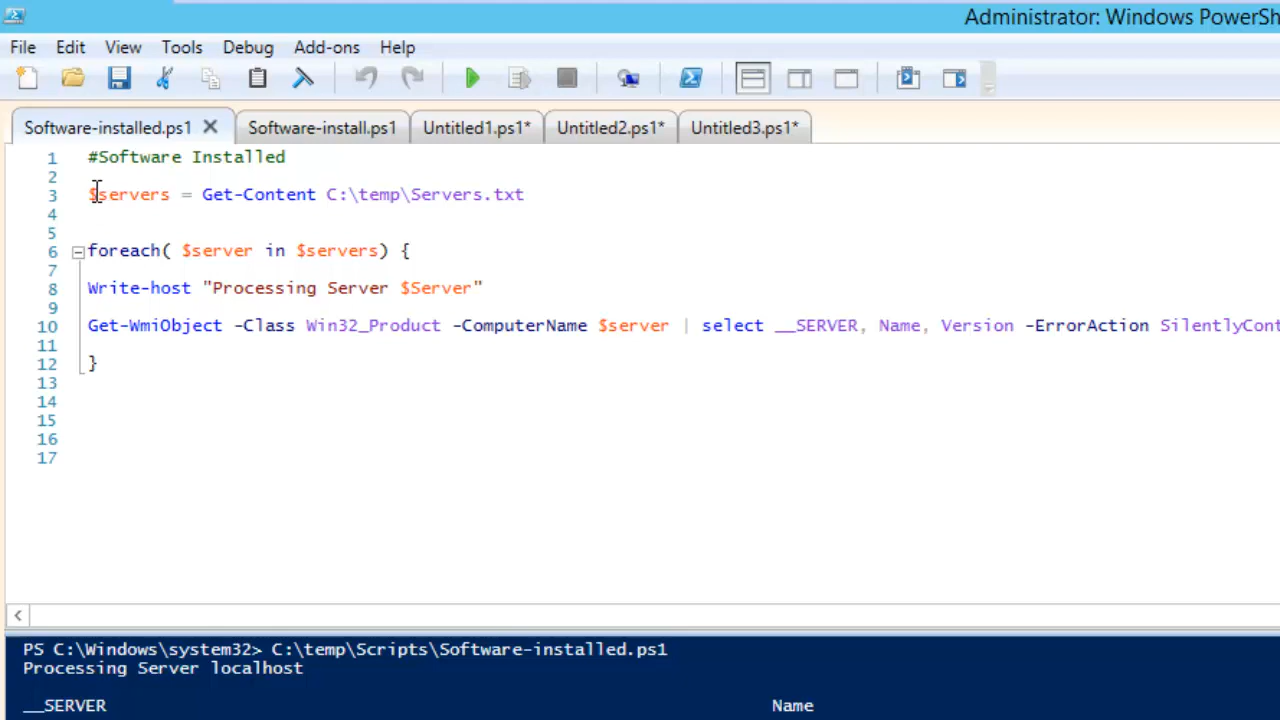 Administrator: Windows PowerSh
File Edit View Tools Debug Add-ons Help
Software-installed.ps1 Software-install.ps1 Untitled1.ps1* Untitled2.ps1* Untitled3.ps1*
1 #Software Installed
2
3 $servers = Get-Content C:\temp\Servers.txt
4
5
6 foreach( $server in $servers) {
7
8 Write-host "Processing Server $Server"
9
10 Get-WmiObject -Class Win32_Product -ComputerName $server | select __SERVER, Name, Version -ErrorAction SilentlyCont
11
12 }
13
14
15
16
17
PS C:\Windows\system32> C:\temp\Scripts\Software-installed.ps1
Processing Server localhost
__SERVER Name